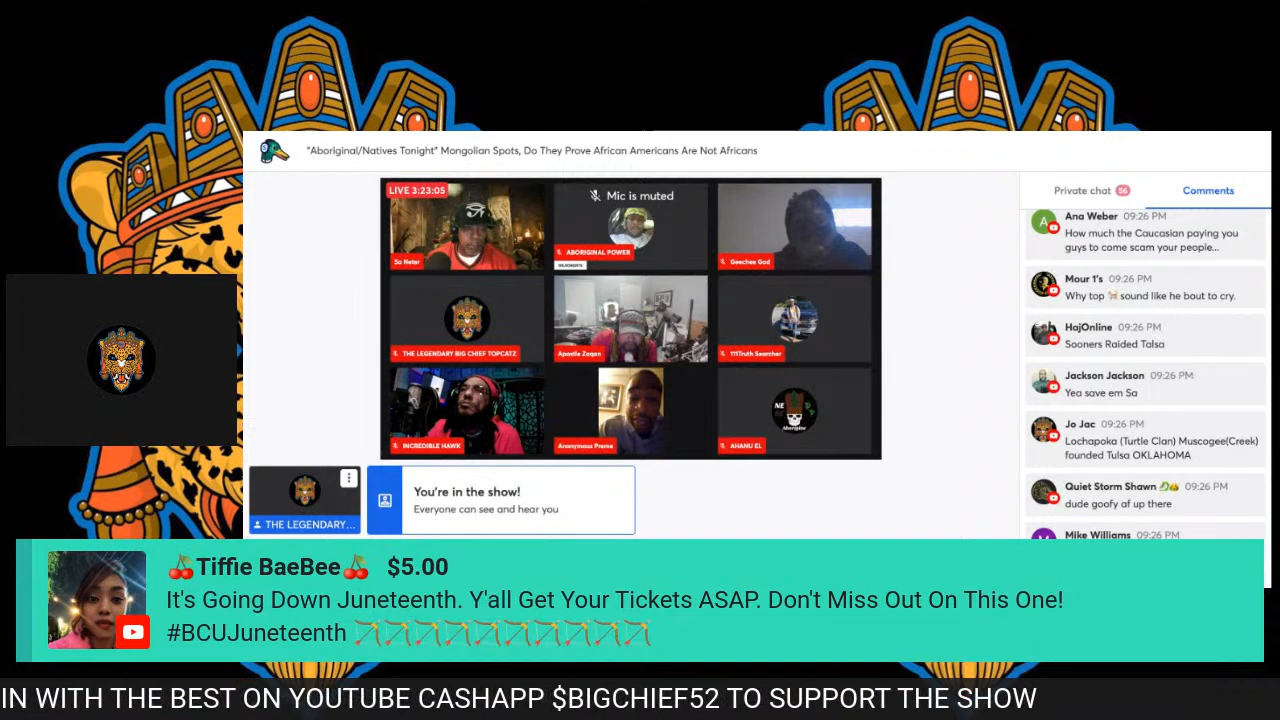 "Aboriginal/Natives Tonight" Mongolian Spots, Do They Prove African Americans Are Not Africans
LIVE 3:23:05
Sa Neter
Mic is muted
ABORIGINAL POWER
Geechee God
THE LEGENDARY BIG CHIEF TOPCATZ
Apostle Zaqan
111Truth Searcher
INCREDIBLE HAWK
Anonymous Preme
NE
Aborigine
AHANU EL
THE LEGENDARY...
You're in the show!
Everyone can see and hear you
Private chat 56
Comments
A
Ana Weber 09:26 PM
How much the Caucasian paying you
guys to come scam your people...
Mour 1's 09:26 PM
Why top 🐩 sound like he bout to cry.
HajOnline 09:26 PM
Sooners Raided Talsa
Jackson Jackson 09:26 PM
Yea save em Sa
Jo Jac 09:26 PM
Lochapoka (Turtle Clan) Muscogee(Creek)
founded Tulsa OKLAHOMA
Quiet Storm Shawn 09:26 PM
dude goofy af up there
Mike Williams 09:26 PM
🍒Tiffie BaeBee🍒 $5.00
It's Going Down Juneteenth. Y'all Get Your Tickets ASAP. Don't Miss Out On This One!
#BCUJuneteenth 🏹🏹🏹🏹🏹🏹🏹🏹🏹🏹
IN WITH THE BEST ON YOUTUBE CASHAPP $BIGCHIEF52 TO SUPPORT THE SHOW